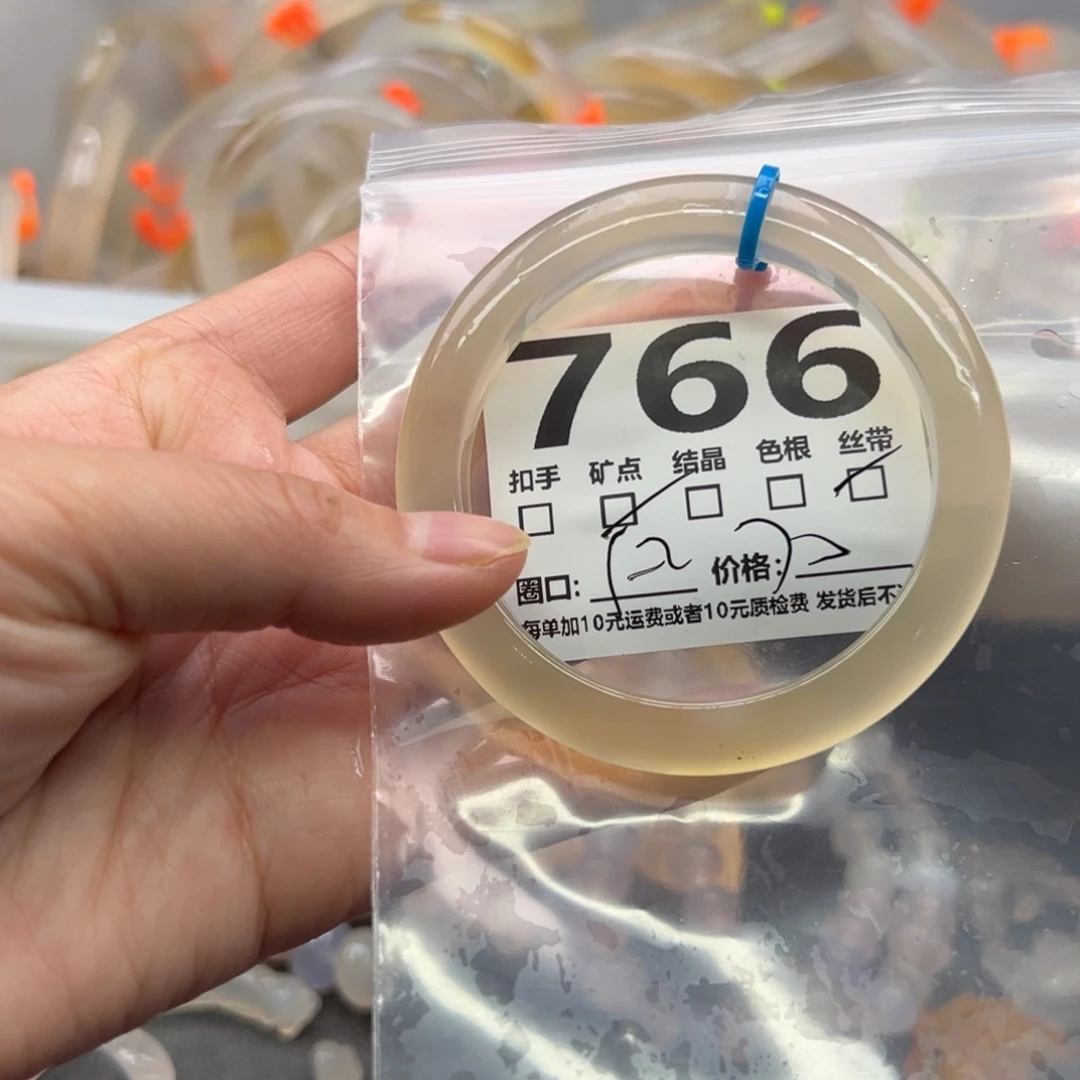 766
扣手 矿点 结晶 色根 丝带
圈口: 价格:
每单加10元运费或者10元质检费 发货后不